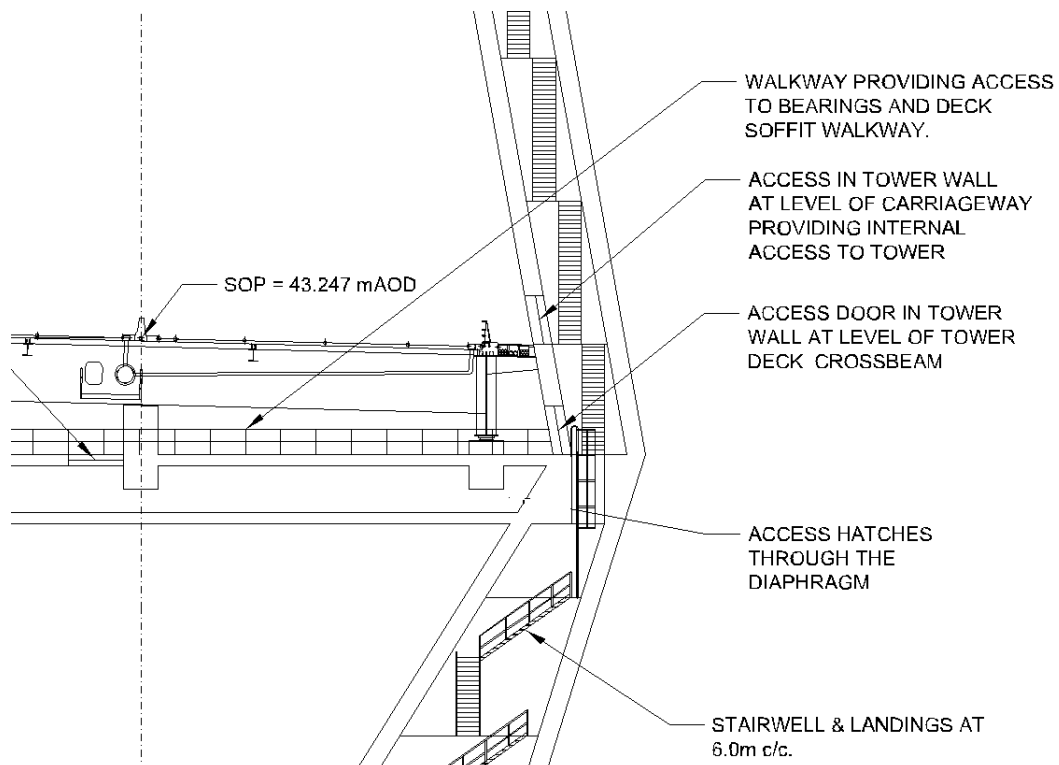 WALKWAY PROVIDING ACCESS
TO BEARINGS AND DECK
SOFFIT WALKWAY.
ACCESS IN TOWER WALL
AT LEVEL OF CARRIAGEWAY
PROVIDING INTERNAL
ACCESS TO TOWER
SOP = 43.247 mAOD
ACCESS DOOR IN TOWER
WALL AT LEVEL OF TOWER
DECK CROSSBEAM
ACCESS HATCHES
THROUGH THE
DIAPHRAGM
STAIRWELL & LANDINGS AT
6.0m c/c.